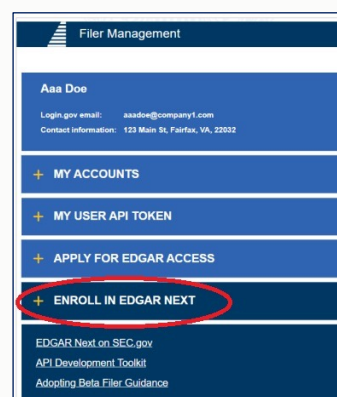 Filer Management
Aaa Doe
Login.gov email: aaadoe@company1.com
Contact information: 123 Main St, Fairfax, VA, 22032
+ MY ACCOUNTS
+ MY USER API TOKEN
+ APPLY FOR EDGAR ACCESS
+ ENROLL IN EDGAR NEXT
EDGAR Next on SEC.gov
API Development Toolkit
Adopting Beta Filer Guidance